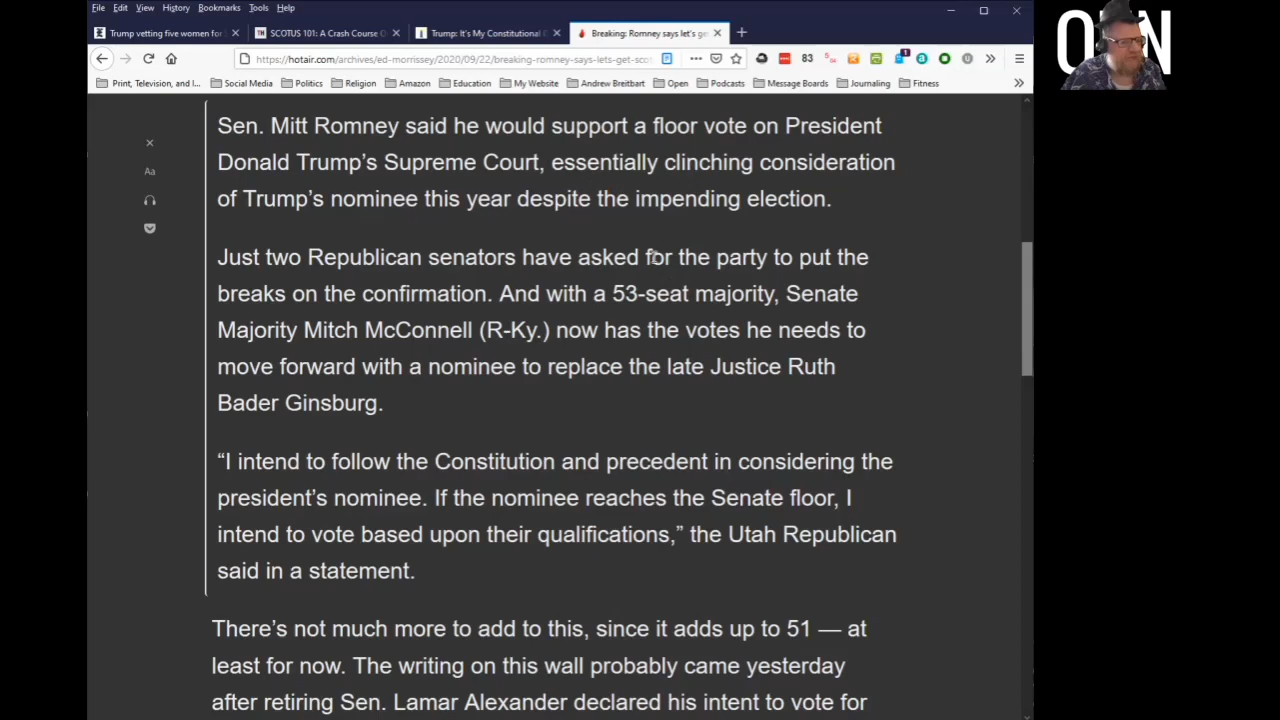 File Edit View History Bookmarks Tools Help
Trump vetting five women for
SCOTUS 101: A Crash Course O
Trump: It's My Constitutional
Breaking: Romney says let's ge
https://hotair.com/archives/ed-morrissey/2020/09/22/breaking-romney-says-lets-get-sco
83
Print, Television, and I... Social Media Politics Religion Amazon Education My Website Andrew Breitbart Open Podcasts Message Boards Journaling Fitness
Aa
Sen. Mitt Romney said he would support a floor vote on President
Donald Trump’s Supreme Court, essentially clinching consideration
of Trump’s nominee this year despite the impending election.
Just two Republican senators have asked for the party to put the
breaks on the confirmation. And with a 53-seat majority, Senate
Majority Mitch McConnell (R-Ky.) now has the votes he needs to
move forward with a nominee to replace the late Justice Ruth
Bader Ginsburg.
“I intend to follow the Constitution and precedent in considering the
president’s nominee. If the nominee reaches the Senate floor, I
intend to vote based upon their qualifications,” the Utah Republican
said in a statement.
There’s not much more to add to this, since it adds up to 51 — at
least for now. The writing on this wall probably came yesterday
after retiring Sen. Lamar Alexander declared his intent to vote for